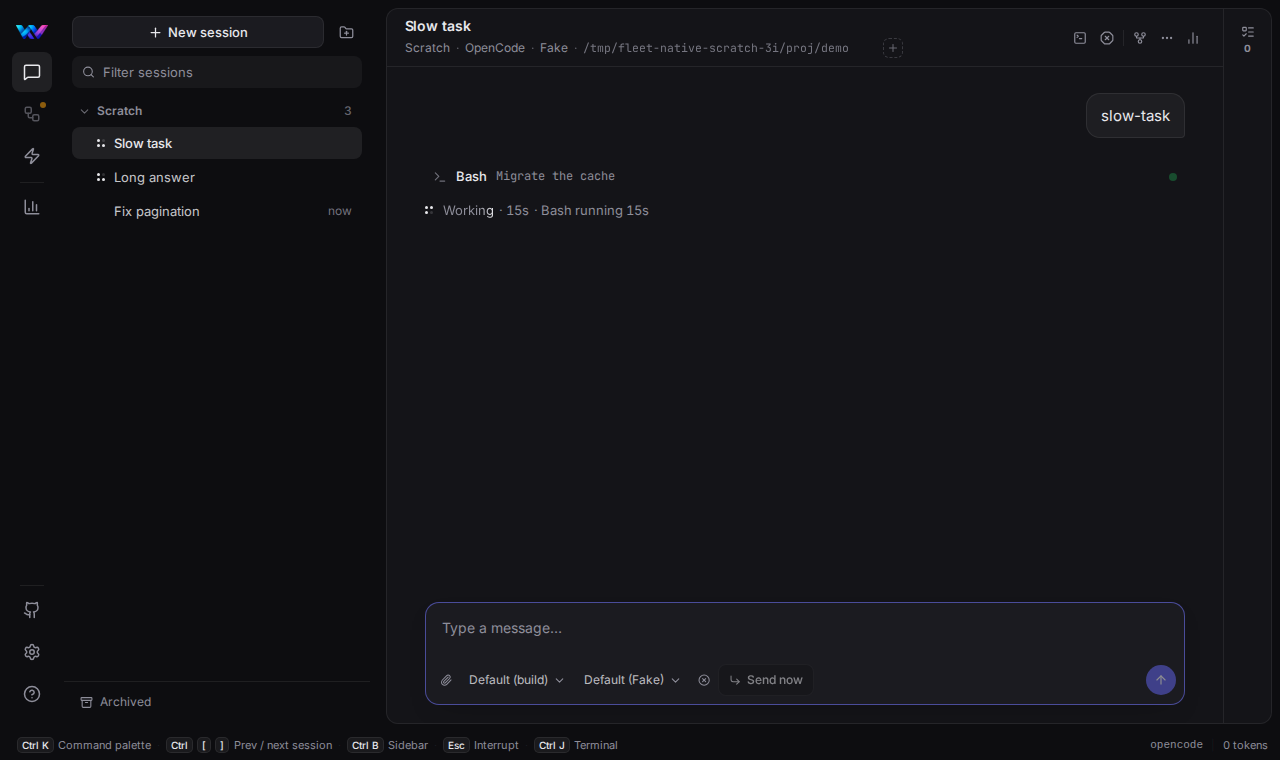 New session
Filter sessions
Scratch 3
Slow task
Long answer
Fix pagination now
Archived
Slow task
Scratch · OpenCode · Fake · /tmp/fleet-native-scratch-3i/proj/demo
0
slow-task
Bash Migrate the cache
Working · 15s · Bash running 15s
Type a message...
Default (build) Default (Fake) Send now
Ctrl K Command palette Ctrl [ ] Prev / next session Ctrl B Sidebar Esc Interrupt Ctrl J Terminal opencode 0 tokens